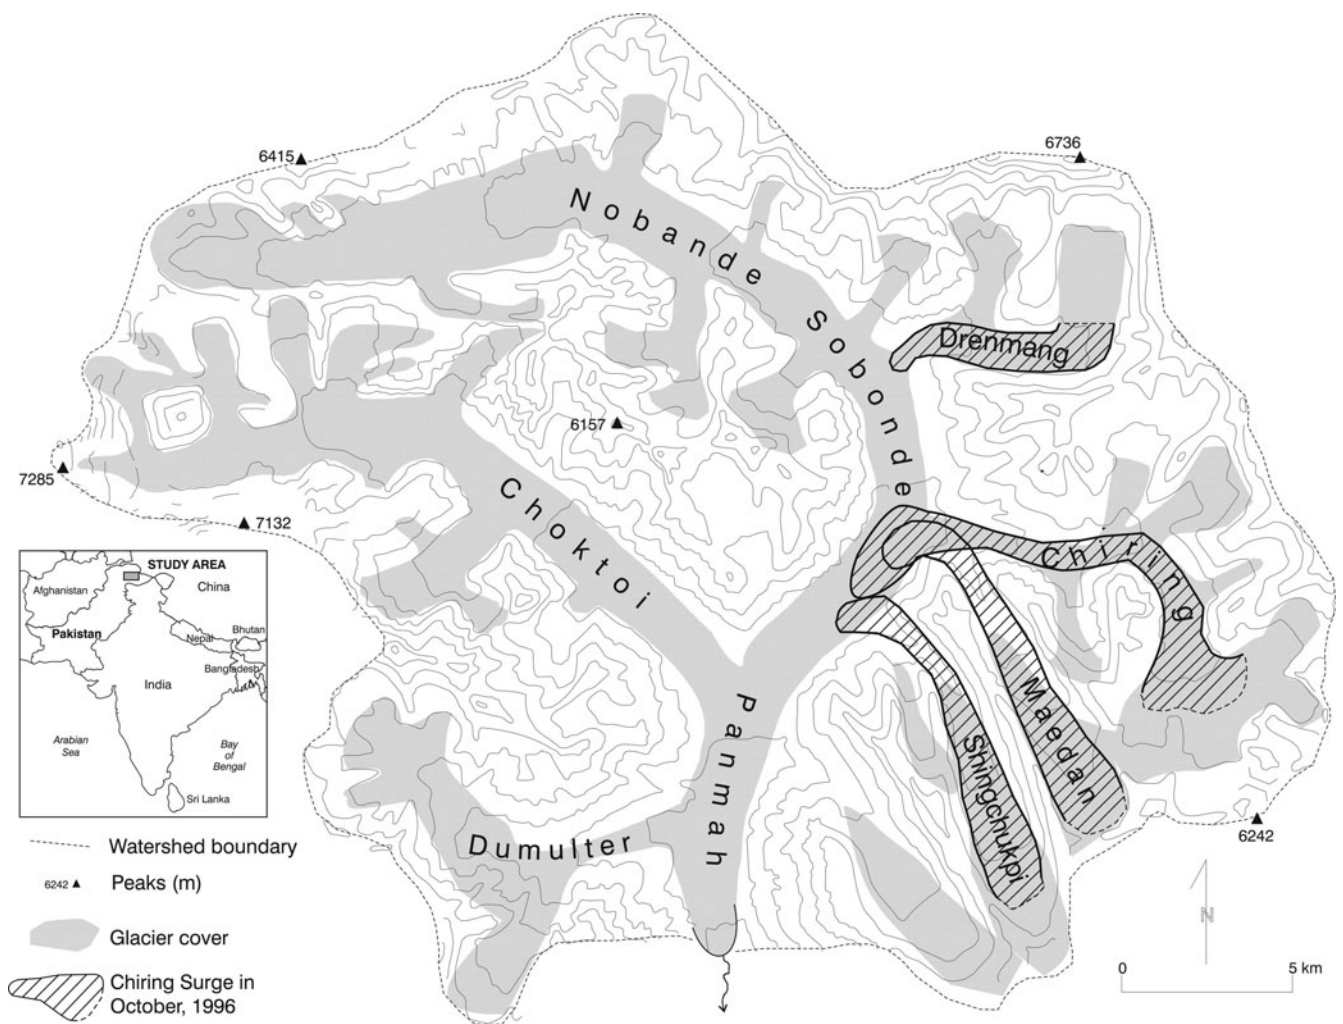 6415
6736
Nobande Sobonde
Drenmang
6157
7285
Choktoi
7132
Chiring
STUDY AREA
Afghanistan
China
Pakistan
Nepal
Bhutan
Bangladesh
India
Arabian
Sea
Bay
of
Bengal
Sri Lanka
Panmah
Maedan
Shingchukpi
Dumulter
6242
Watershed boundary
6242 Peaks (m)
Glacier cover
Chiring Surge in
October, 1996
N
0 5 km